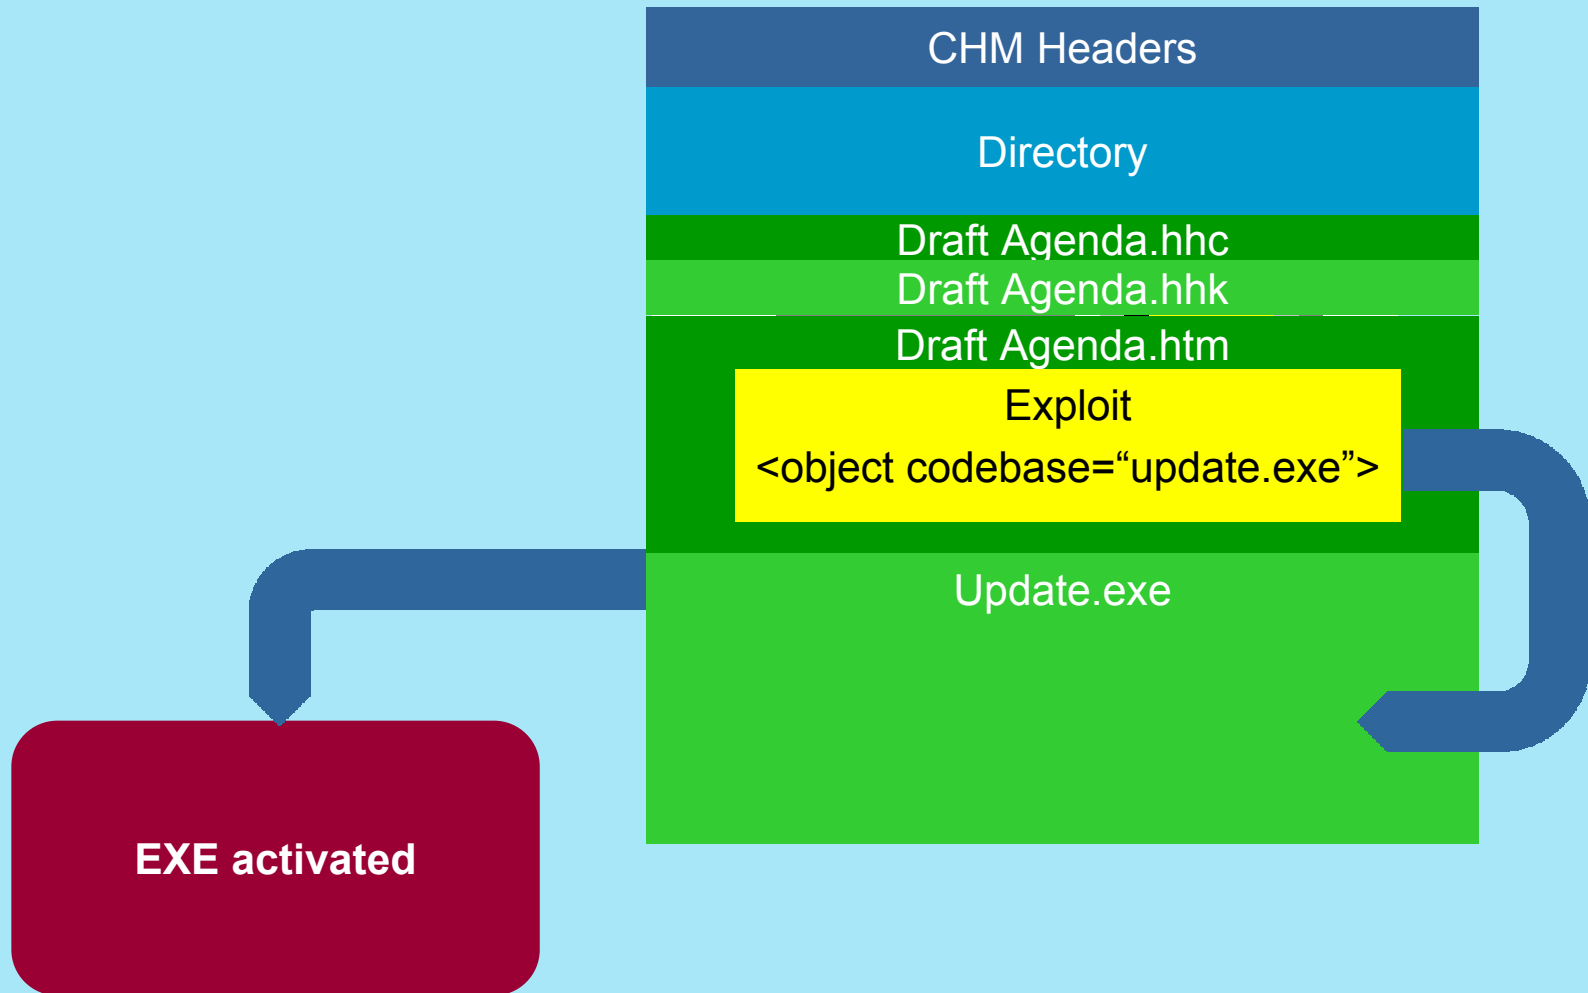 CHM Headers
Directory
Draft Agenda.hhc
Draft Agenda.hhk
Draft Agenda.htm
Exploit
<object codebase=“update.exe”>
Update.exe
EXE activated